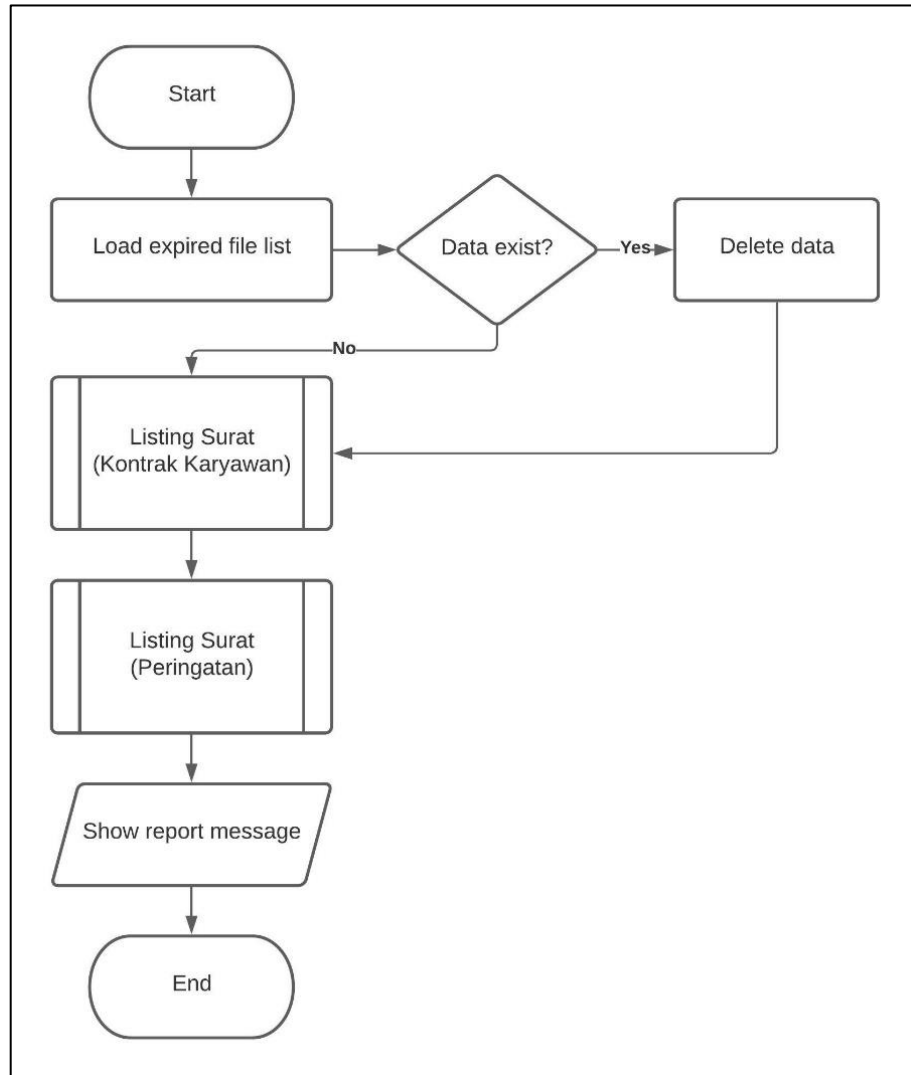 Start
Load expired file list
Data exist?
Yes
Delete data
No
Listing Surat
(Kontrak Karyawan)
Listing Surat
(Peringatan)
Show report message
End